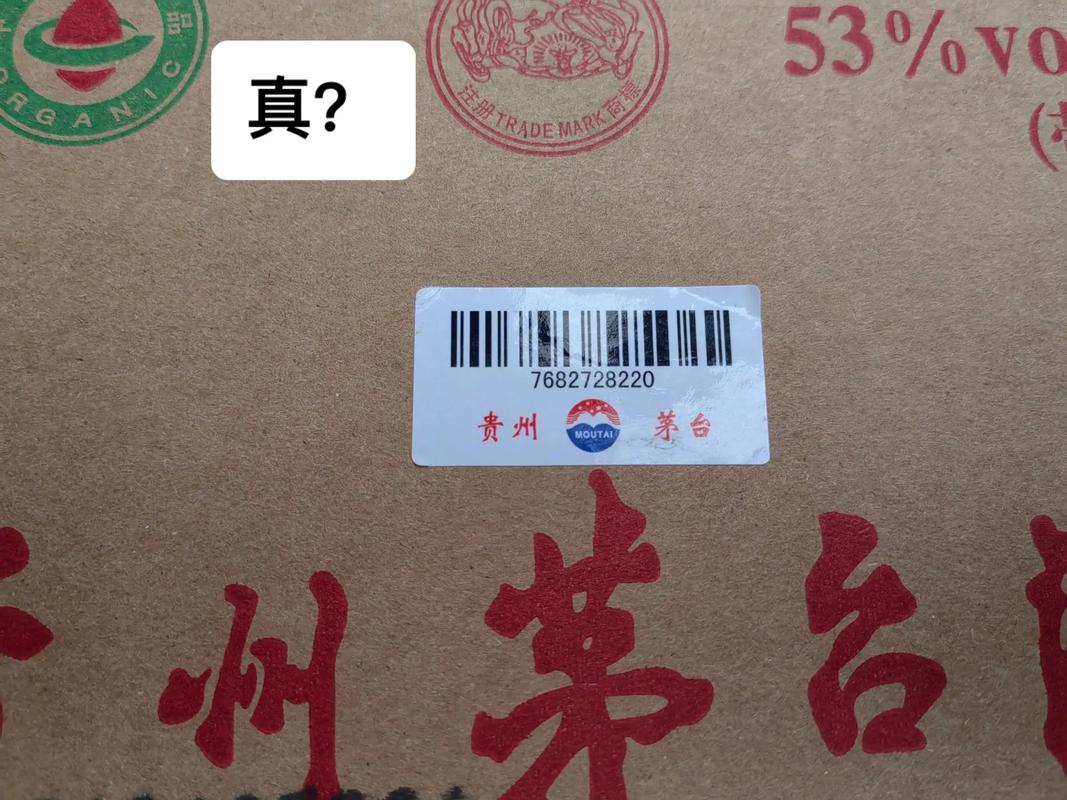 品
ORGANIC
真?
注册 TRADE MARK 商标
53%vo
7682728220
贵州 MOUTAI 茅台
州茅台